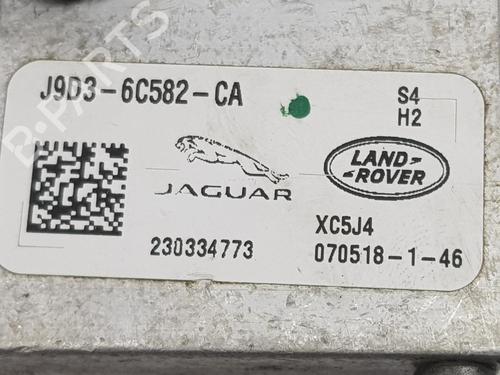 J9D3-6C582-CA
S4
H2
JAGUAR
LAND
ROVER
230334773
XC5J4
070518-1-46
B-PARTS